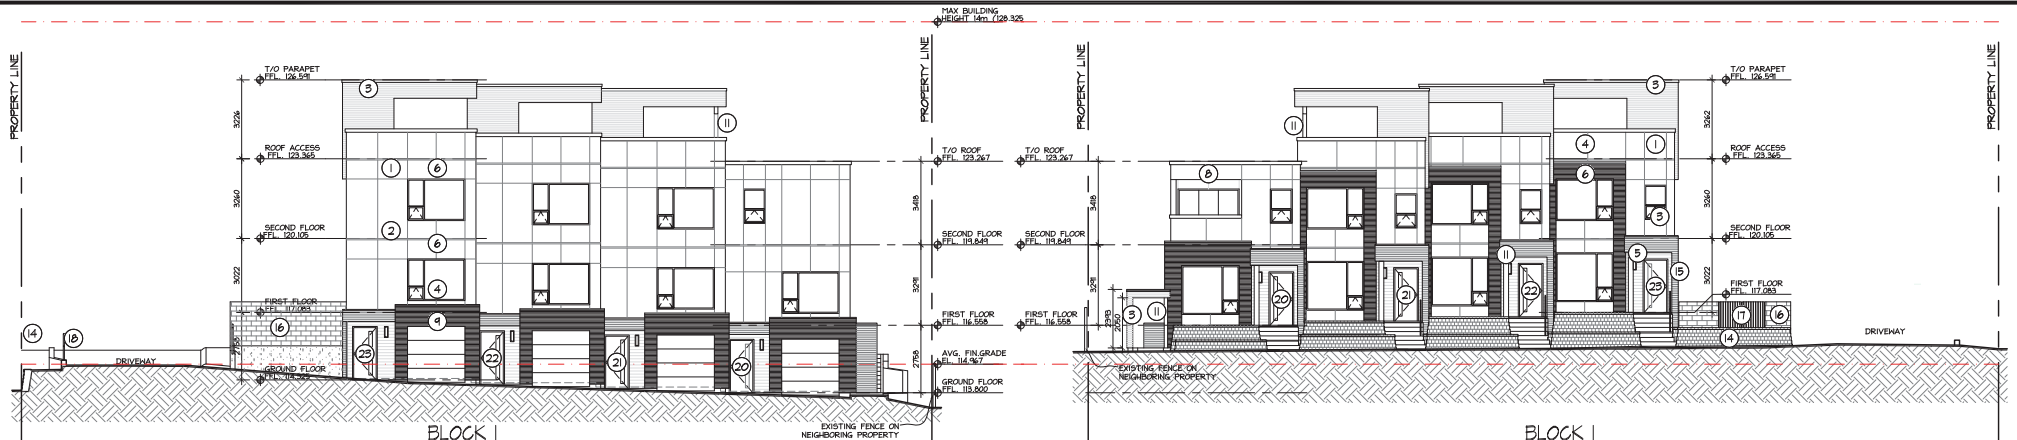 MAX BUILDING
HEIGHT 14m (128.325
PROPERTY LINE
T/O PARAPET
FFL. 126.591
ROOF ACCESS
FFL. 123.365
SECOND FLOOR
FFL. 120.105
FIRST FLOOR
FFL. 117.083
GROUND FLOOR
3226
3260
3022
14
18
DRIVEWAY
16
3
11
1
6
2
6
4
9
23
22
21
20
BLOCK 1
EXISTING FENCE ON
NEIGHBORING PROPERTY
PROPERTY LINE
T/O ROOF
FFL. 123.267
SECOND FLOOR
FFL. 119.849
FIRST FLOOR
FFL. 116.558
AVG. FIN.GRADE
EL. 114.967
GROUND FLOOR
FFL. 113.800
3418
3291
2758
PROPERTY LINE
T/O ROOF
FFL. 123.267
SECOND FLOOR
FFL. 119.849
FIRST FLOOR
FFL. 116.558
3418
3291
2393
2050
EXISTING FENCE ON
NEIGHBORING PROPERTY
3
11
8
11
3
4
1
6
3
11
5
15
20
21
22
23
17
16
14
DRIVEWAY
T/O PARAPET
FFL. 126.591
ROOF ACCESS
FFL. 123.365
SECOND FLOOR
FFL. 120.105
FIRST FLOOR
FFL. 117.083
3262
3260
3022
PROPERTY LINE
BLOCK 1